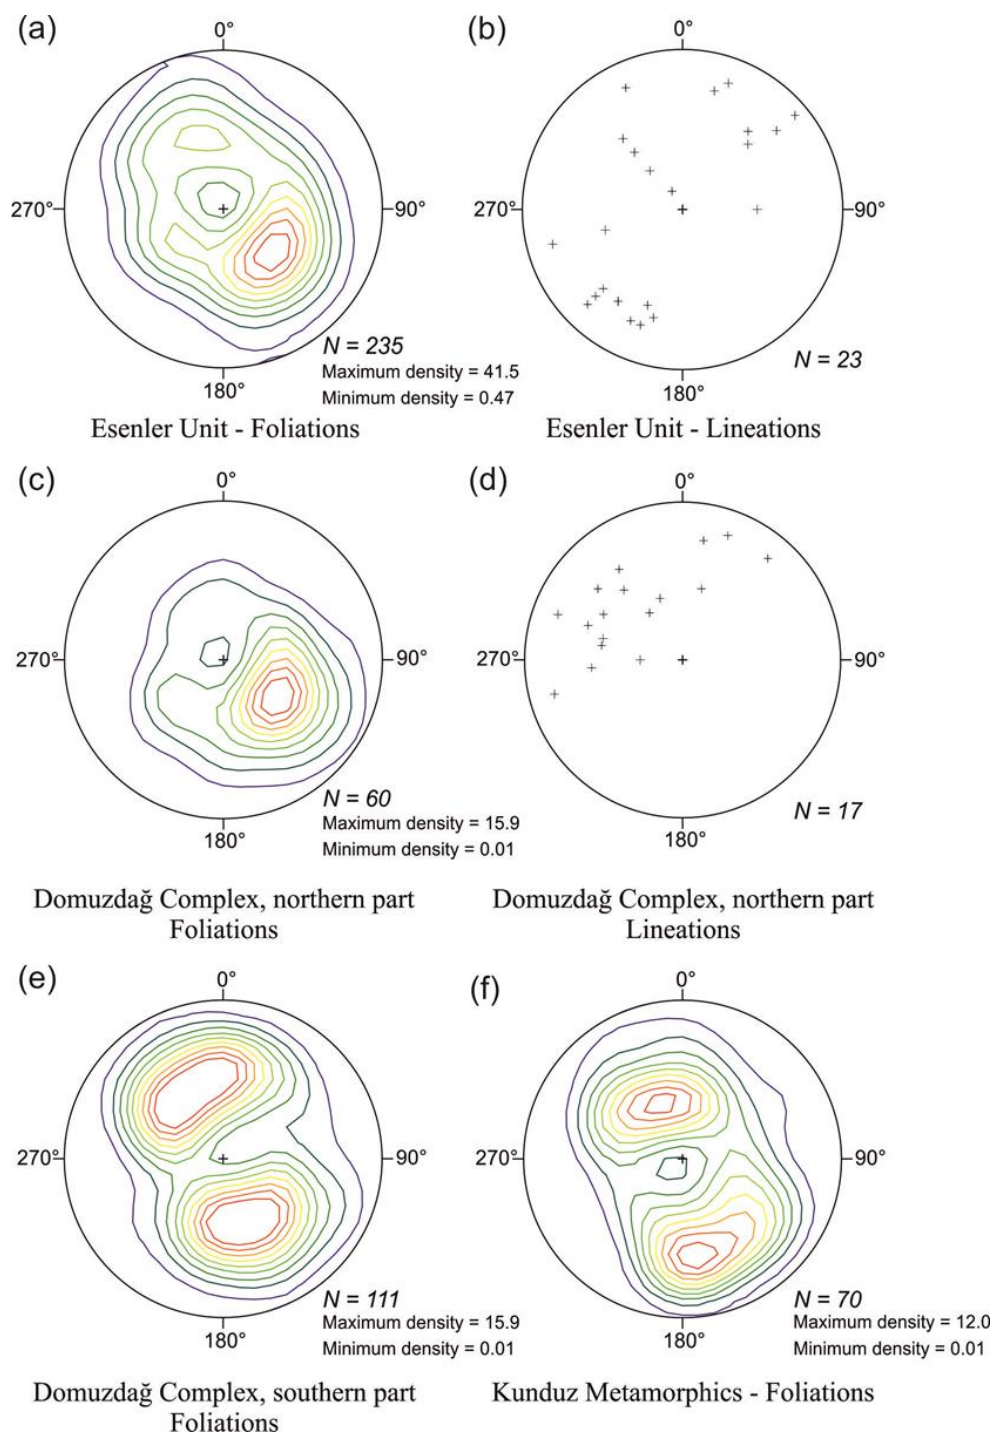 (a)
0°
(b)
0°
270°
90°
270°
90°
N = 235
Maximum density = 41.5
Minimum density = 0.47
180°
N = 23
180°
Esenler Unit - Foliations
Esenler Unit - Lineations
(c)
0°
(d)
0°
270°
90°
270°
90°
N = 60
Maximum density = 15.9
Minimum density = 0.01
180°
N = 17
180°
Domuzdağ Complex, northern part
Foliations
Domuzdağ Complex, northern part
Lineations
(e)
0°
(f)
0°
270°
90°
270°
90°
N = 111
Maximum density = 15.9
Minimum density = 0.01
180°
N = 70
Maximum density = 12.0
Minimum density = 0.01
180°
Domuzdağ Complex, southern part
Foliations
Kunduz Metamorphics - Foliations